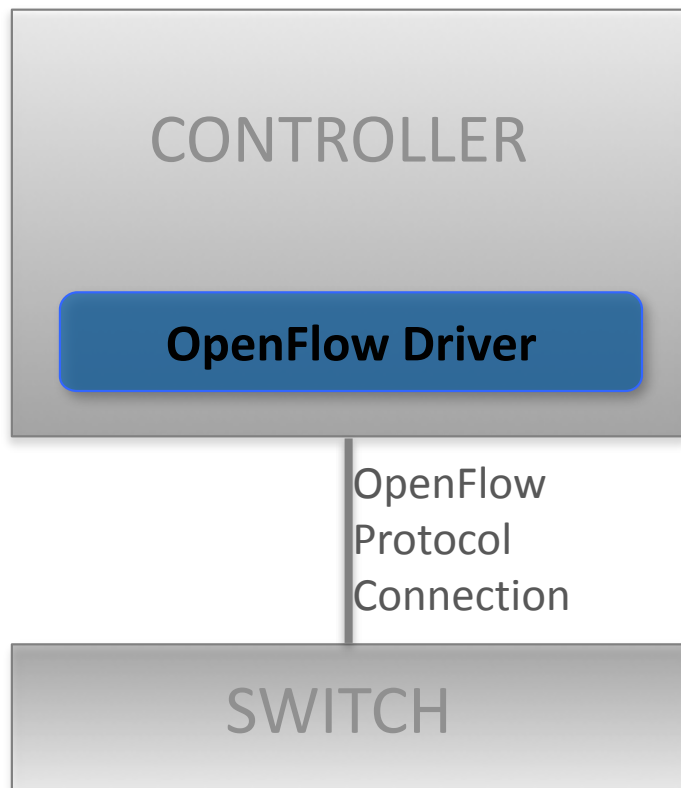 CONTROLLER
OpenFlow Driver
OpenFlow
Protocol
Connection
SWITCH